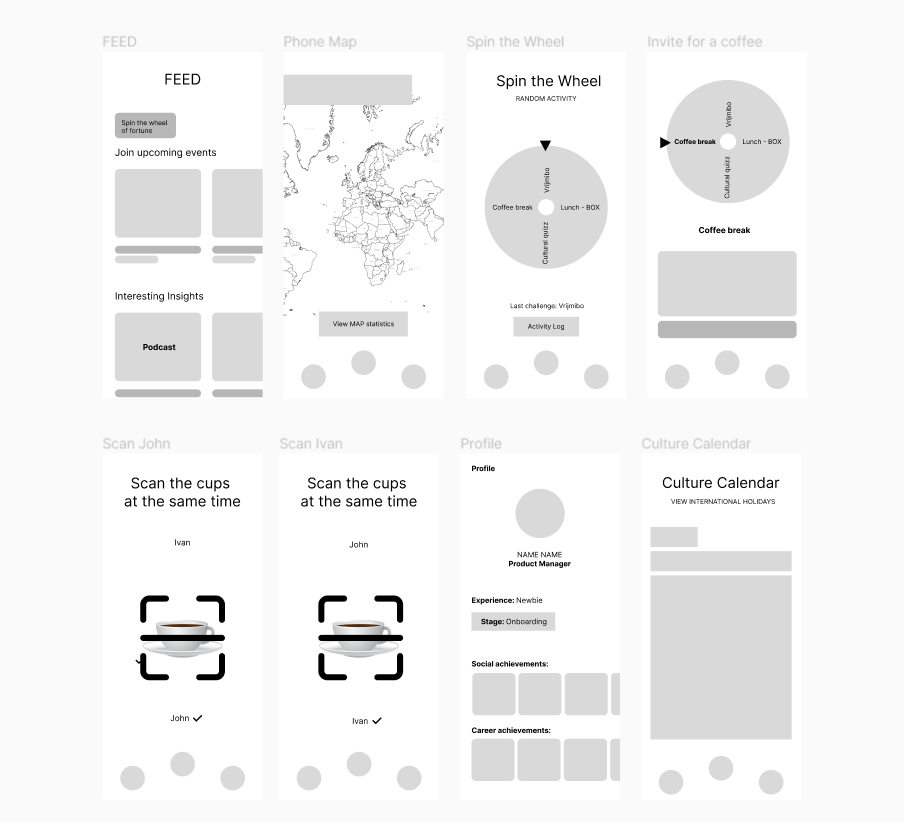 FEED
FEED
Spin the wheel
of fortune
Join upcoming events
Interesting Insights
Podcast
Phone Map
View MAP statistics
Spin the Wheel
Spin the Wheel
RANDOM ACTIVITY
Vrijmibo
Coffee break
Lunch - BOX
Cultural quizz
Last challenge: Vrijmibo
Activity Log
Invite for a coffee
Vrijmibo
Coffee break
Lunch - BOX
Cultural quizz
Coffee break
Scan John
Scan the cups
at the same time
Ivan
John
Scan Ivan
Scan the cups
at the same time
John
Ivan
Profile
Profile
NAME NAME
Product Manager
Experience: Newbie
Stage: Onboarding
Social achievements:
Career achievements:
Culture Calendar
Culture Calendar
VIEW INTERNATIONAL HOLIDAYS